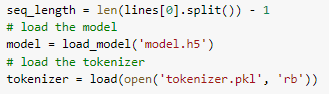 seq_length = len(lines[0].split()) - 1
# load the model
model = load_model('model.h5')
# load the tokenizer
tokenizer = load(open('tokenizer.pkl', 'rb'))